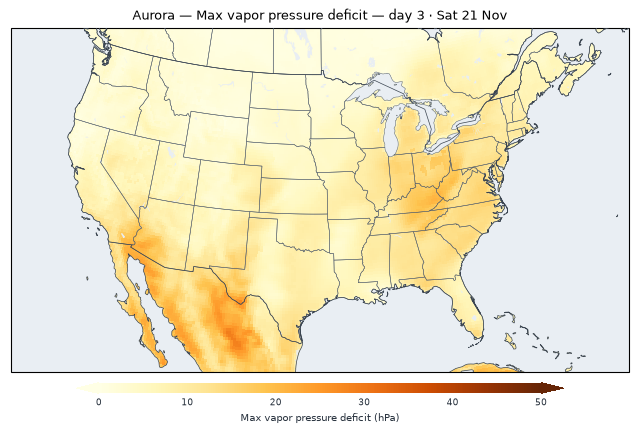 Aurora — Max vapor pressure deficit — day 3 · Sat 21 Nov
0 10 20 30 40 50
Max vapor pressure deficit (hPa)